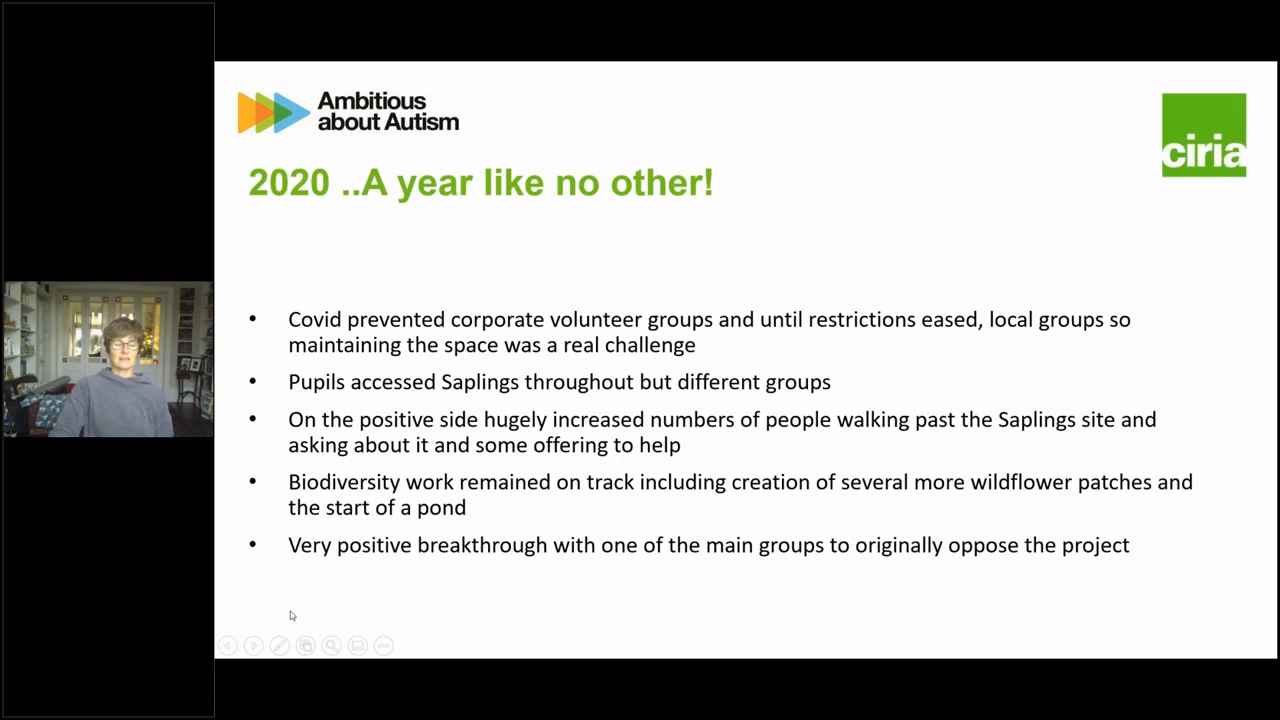 Ambitious
about Autism
ciria
2020 ..A year like no other!
• Covid prevented corporate volunteer groups and until restrictions eased, local groups so
maintaining the space was a real challenge
• Pupils accessed Saplings throughout but different groups
• On the positive side hugely increased numbers of people walking past the Saplings site and
asking about it and some offering to help
• Biodiversity work remained on track including creation of several more wildflower patches and
the start of a pond
• Very positive breakthrough with one of the main groups to originally oppose the project